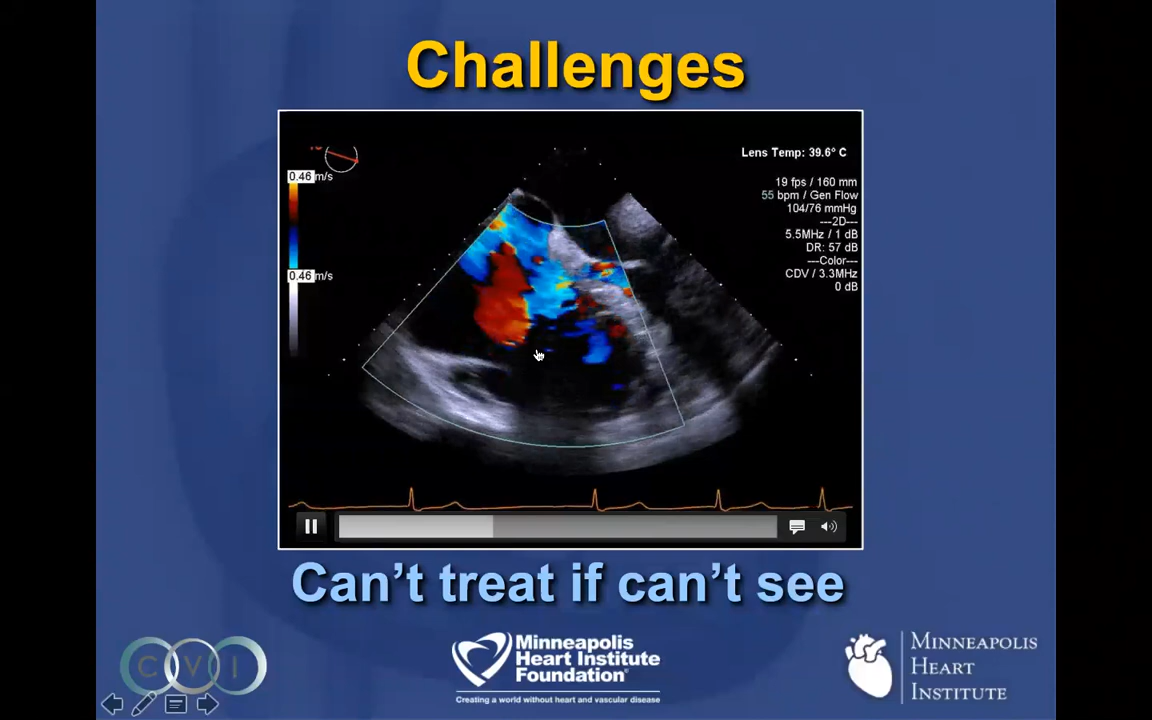 Challenges
Lens Temp: 39.6° C
0.46 m/s
19 fps / 160 mm
55 bpm / Gen Flow
104/76 mmHg
---2D---
5.5MHz / 1 dB
DR: 57 dB
---Color---
CDV / 3.3MHz
0 dB
0.46 m/s
Can't treat if can't see
CVI
Minneapolis
Heart Institute
Foundation®
Creating a world without heart and vascular disease
MINNEAPOLIS
HEART
INSTITUTE